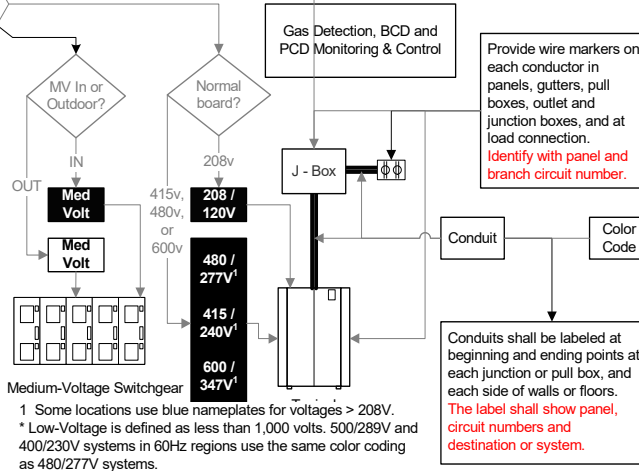 Gas Detection, BCD and
PCD Monitoring & Control
Provide wire markers on
each conductor in
panels, gutters, pull
boxes, outlet and
junction boxes, and at
load connection.
Identify with panel and
branch circuit number.
MV In or
Outdoor?
Normal
board?
IN
208v
OUT
J - Box
Med
Volt
415v,
480v,
or
600v
208 /
120V
Med
Volt
480 /
277V1
415 /
240V1
600 /
347V1
Conduit
Color
Code
Conduits shall be labeled at
beginning and ending points at
each junction or pull box, and
each side of walls or floors.
The label shall show panel,
circuit numbers and
destination or system.
Medium-Voltage Switchgear
1 Some locations use blue nameplates for voltages > 208V.
* Low-Voltage is defined as less than 1,000 volts. 500/289V and
400/230V systems in 60Hz regions use the same color coding
as 480/277V systems.